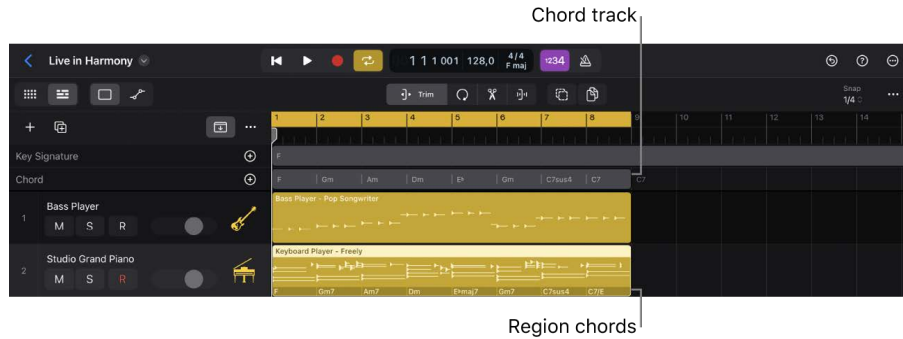 Chord track
Live in Harmony
1 1 1 001 128,0 4/4 F maj 1234
Trim
Snap
1/4
1 2 3 4 5 6 7 8 9 10 11 12 13 14
Key Signature F
Chord F Gm Am Dm E♭ Gm C7sus4 C7 C7
1 Bass Player
M S R
Bass Player - Pop Songwriter
2 Studio Grand Piano
M S R
Keyboard Player - Freely
F Gm7 Am7 Dm E♭maj7 Gm7 C7sus4 C7/E
Region chords